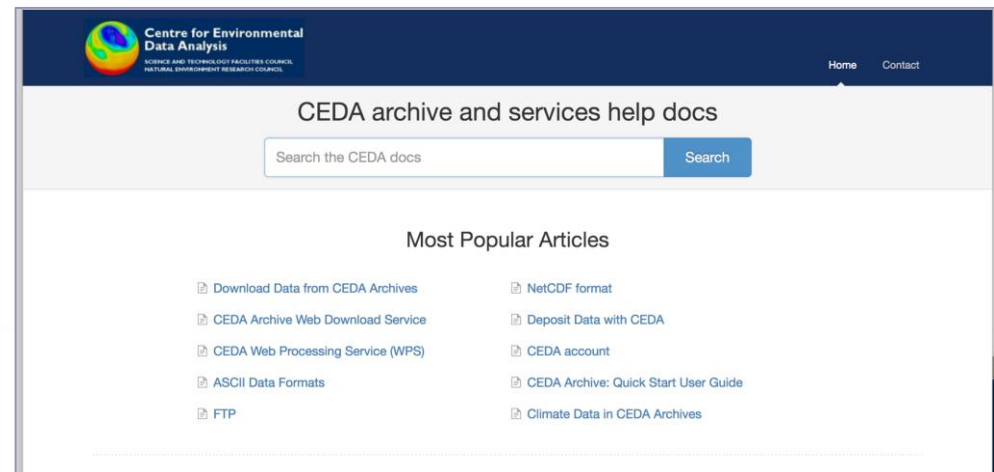 Centre for Environmental
Data Analysis
SCIENCE AND TECHNOLOGY FACILITIES COUNCIL
NATURAL ENVIRONMENT RESEARCH COUNCIL
Home Contact
CEDA archive and services help docs
Search the CEDA docs Search
Most Popular Articles
Download Data from CEDA Archives
CEDA Archive Web Download Service
CEDA Web Processing Service (WPS)
ASCII Data Formats
FTP
NetCDF format
Deposit Data with CEDA
CEDA account
CEDA Archive: Quick Start User Guide
Climate Data in CEDA Archives